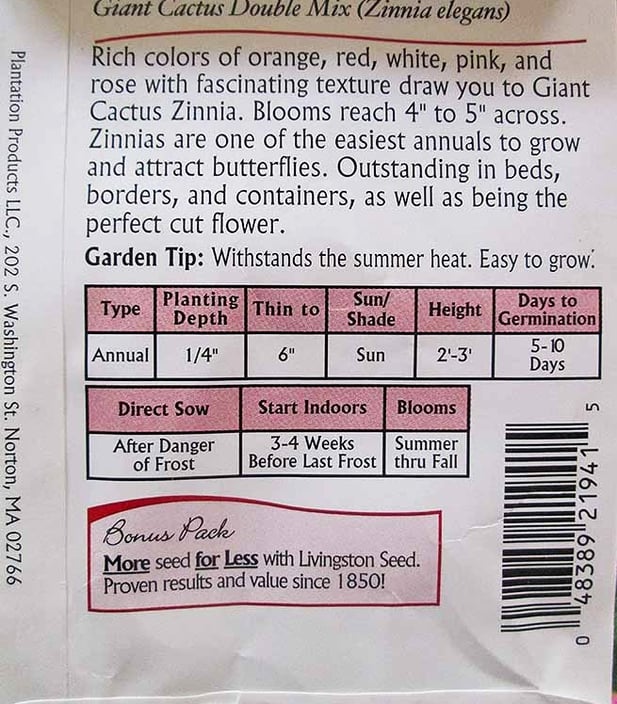 Giant Cactus Double Mix (Zinnia elegans)
Rich colors of orange, red, white, pink, and
rose with fascinating texture draw you to Giant
Cactus Zinnia. Blooms reach 4" to 5" across.
Zinnias are one of the easiest annuals to grow
and attract butterflies. Outstanding in beds,
borders, and containers, as well as being the
perfect cut flower.
Garden Tip: Withstands the summer heat. Easy to grow.
Type
Planting
Depth
Thin to
Sun/
Shade
Height
Days to
Germination
Annual
1/4"
6"
Sun
2'-3'
5-10
Days
Direct Sow
Start Indoors
Blooms
After Danger
of Frost
3-4 Weeks
Before Last Frost
Summer
thru Fall
Bonus Pack
More seed for Less with Livingston Seed.
Proven results and value since 1850!
0 48389 21941 5
Plantation Products LLC., 202 S. Washington St. Norton, MA 02766